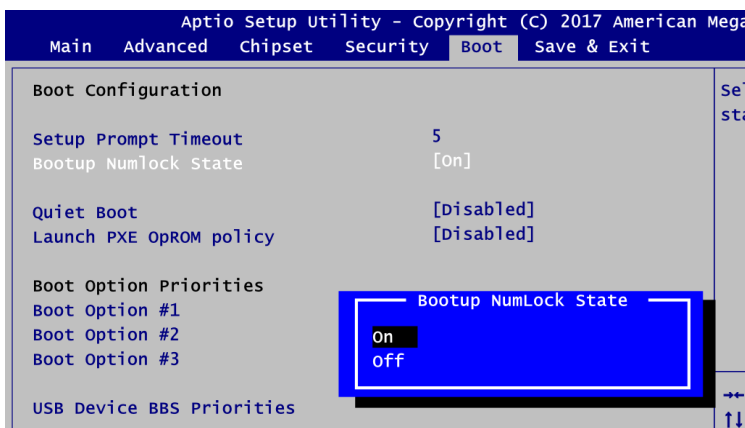 Aptio Setup Utility – Copyright (C) 2017 American Mega
Main Advanced Chipset Security Boot Save & Exit
Boot Configuration
Setup Prompt Timeout 5
Bootup Numlock State [On]
Quiet Boot [Disabled]
Launch PXE OpROM policy [Disabled]
Boot Option Priorities
Boot Option #1
Boot Option #2
Boot Option #3
USB Device BBS Priorities
Bootup NumLock State
On
Off